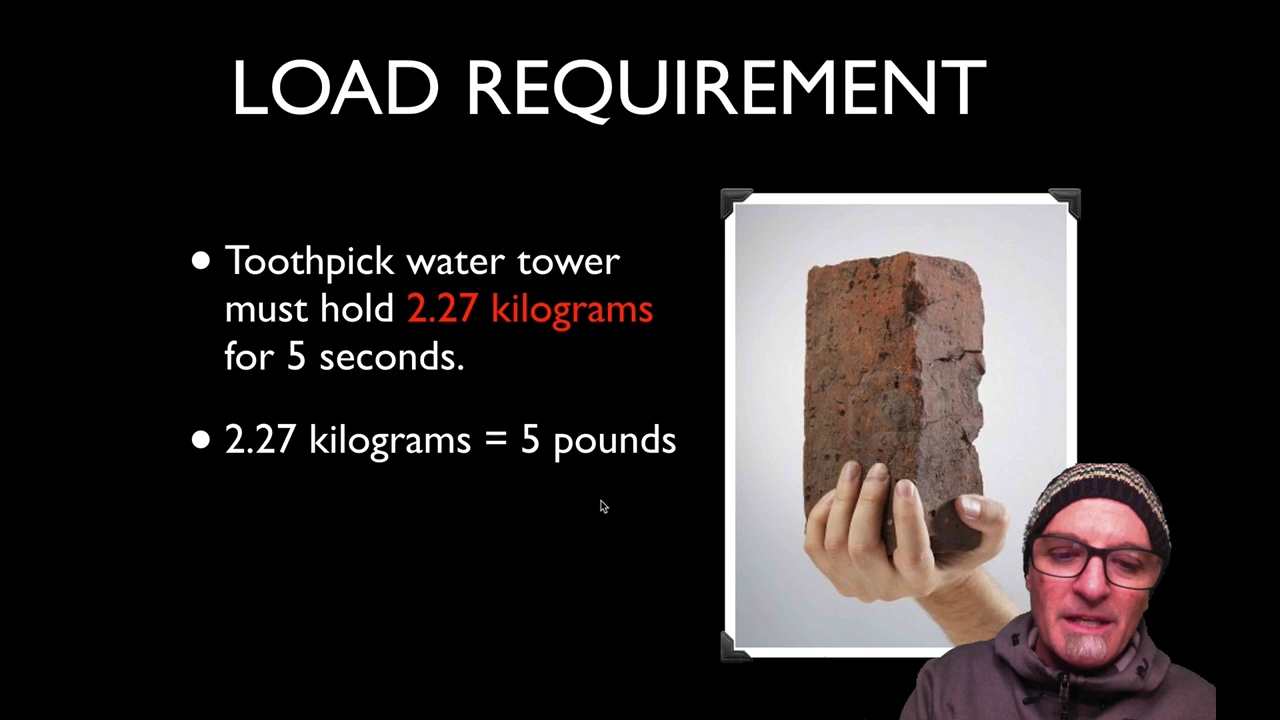 LOAD REQUIREMENT
• Toothpick water tower
must hold 2.27 kilograms
for 5 seconds.
• 2.27 kilograms = 5 pounds